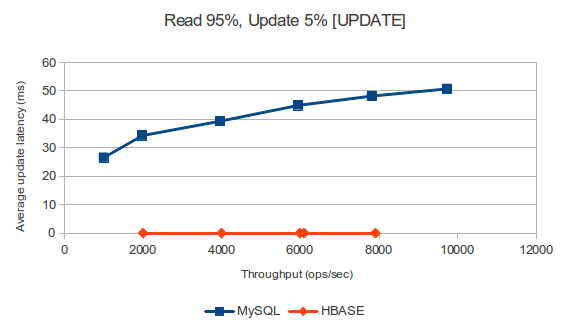 Read 95%, Update 5% [UPDATE]
Average update latency (ms)
60
50
40
30
20
10
0
0 2000 4000 6000 8000 10000 12000
Throughput (ops/sec)
MySQL HBASE